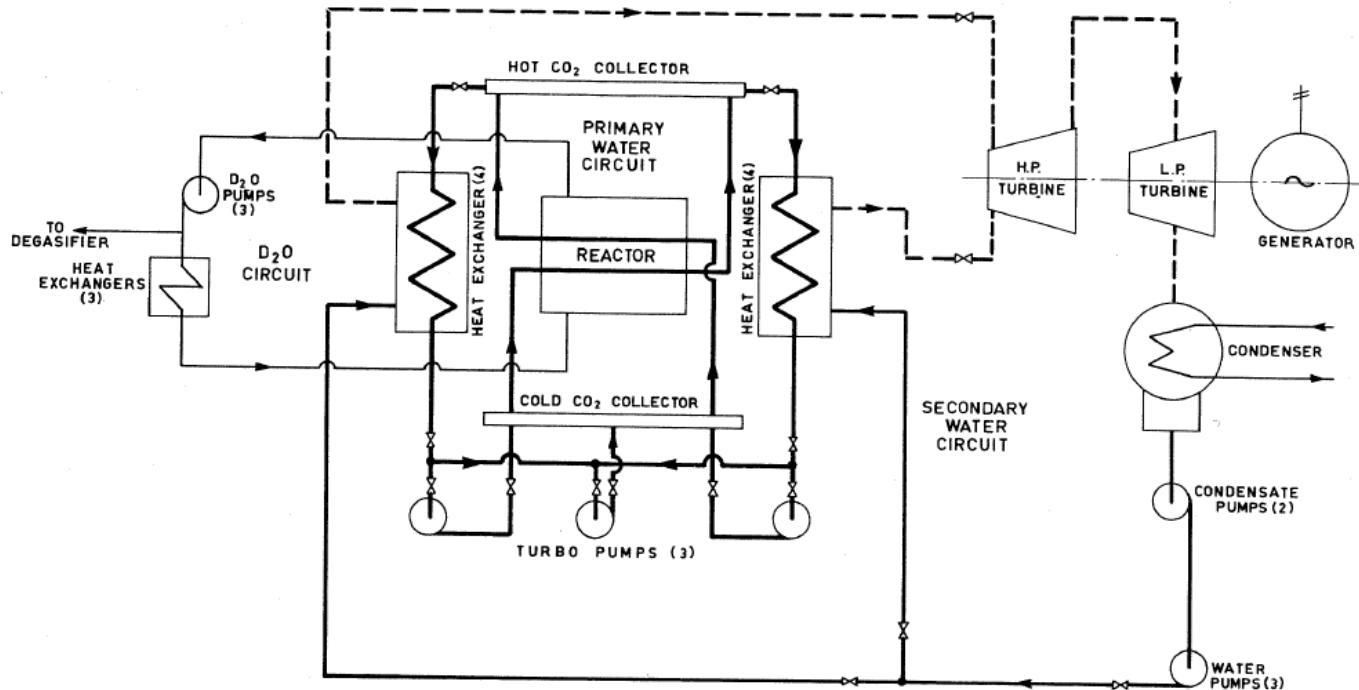 HOT CO₂ COLLECTOR
PRIMARY
WATER
CIRCUIT
D₂O
PUMPS
(3)
TO
DEGASIFIER
HEAT
EXCHANGERS
(3)
D₂O
CIRCUIT
HEAT EXCHANGER(4)
REACTOR
HEAT EXCHANGER(4)
H.P.
TURBINE
L.P.
TURBINE
GENERATOR
CONDENSER
COLD CO₂ COLLECTOR
SECONDARY
WATER
CIRCUIT
CONDENSATE
PUMPS(2)
TURBO PUMPS (3)
WATER
PUMPS(3)